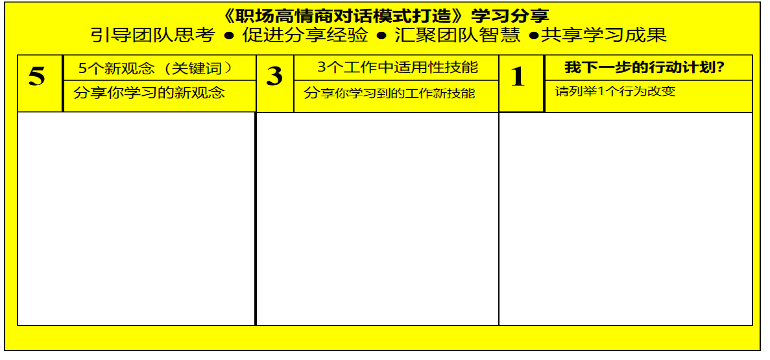 《职场高情商对话模式打造》学习分享
引导团队思考 ● 促进分享经验 ● 汇聚团队智慧 ●共享学习成果
5
5个新观念（关键词）
分享你学习的新观念
3
3个工作中适用性技能
分享你学习到的工作新技能
1
我下一步的行动计划？
请列举1个行为改变